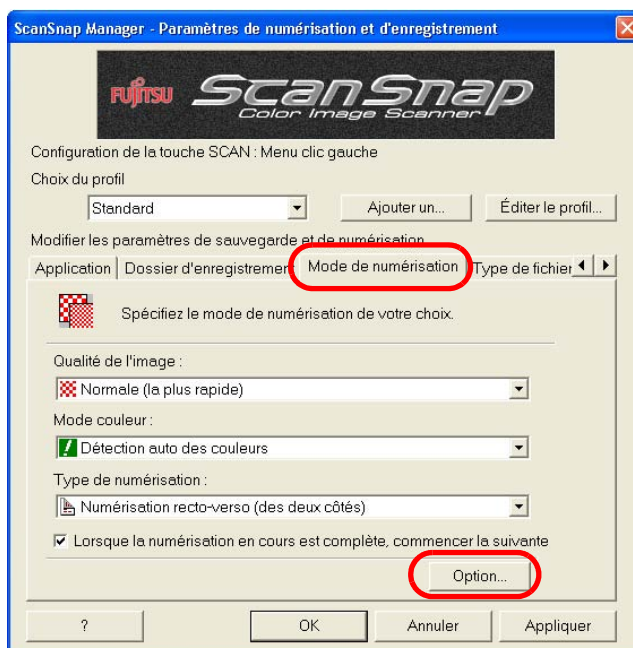 ScanSnap Manager - Paramètres de numérisation et d'enregistrement
FUJITSU ScanSnap
Color Image Scanner
Configuration de la touche SCAN : Menu clic gauche
Choix du profil
Standard Ajouter un... Éditer le profil...
Modifier les paramètres de sauvegarde et de numérisation
Application Dossier d'enregistrement Mode de numérisation Type de fichier
Spécifiez le mode de numérisation de votre choix.
Qualité de l'image :
Normale (la plus rapide)
Mode couleur :
Détection auto des couleurs
Type de numérisation :
Numérisation recto-verso (des deux côtés)
Lorsque la numérisation en cours est complète, commencer la suivante
Option...
? OK Annuler Appliquer